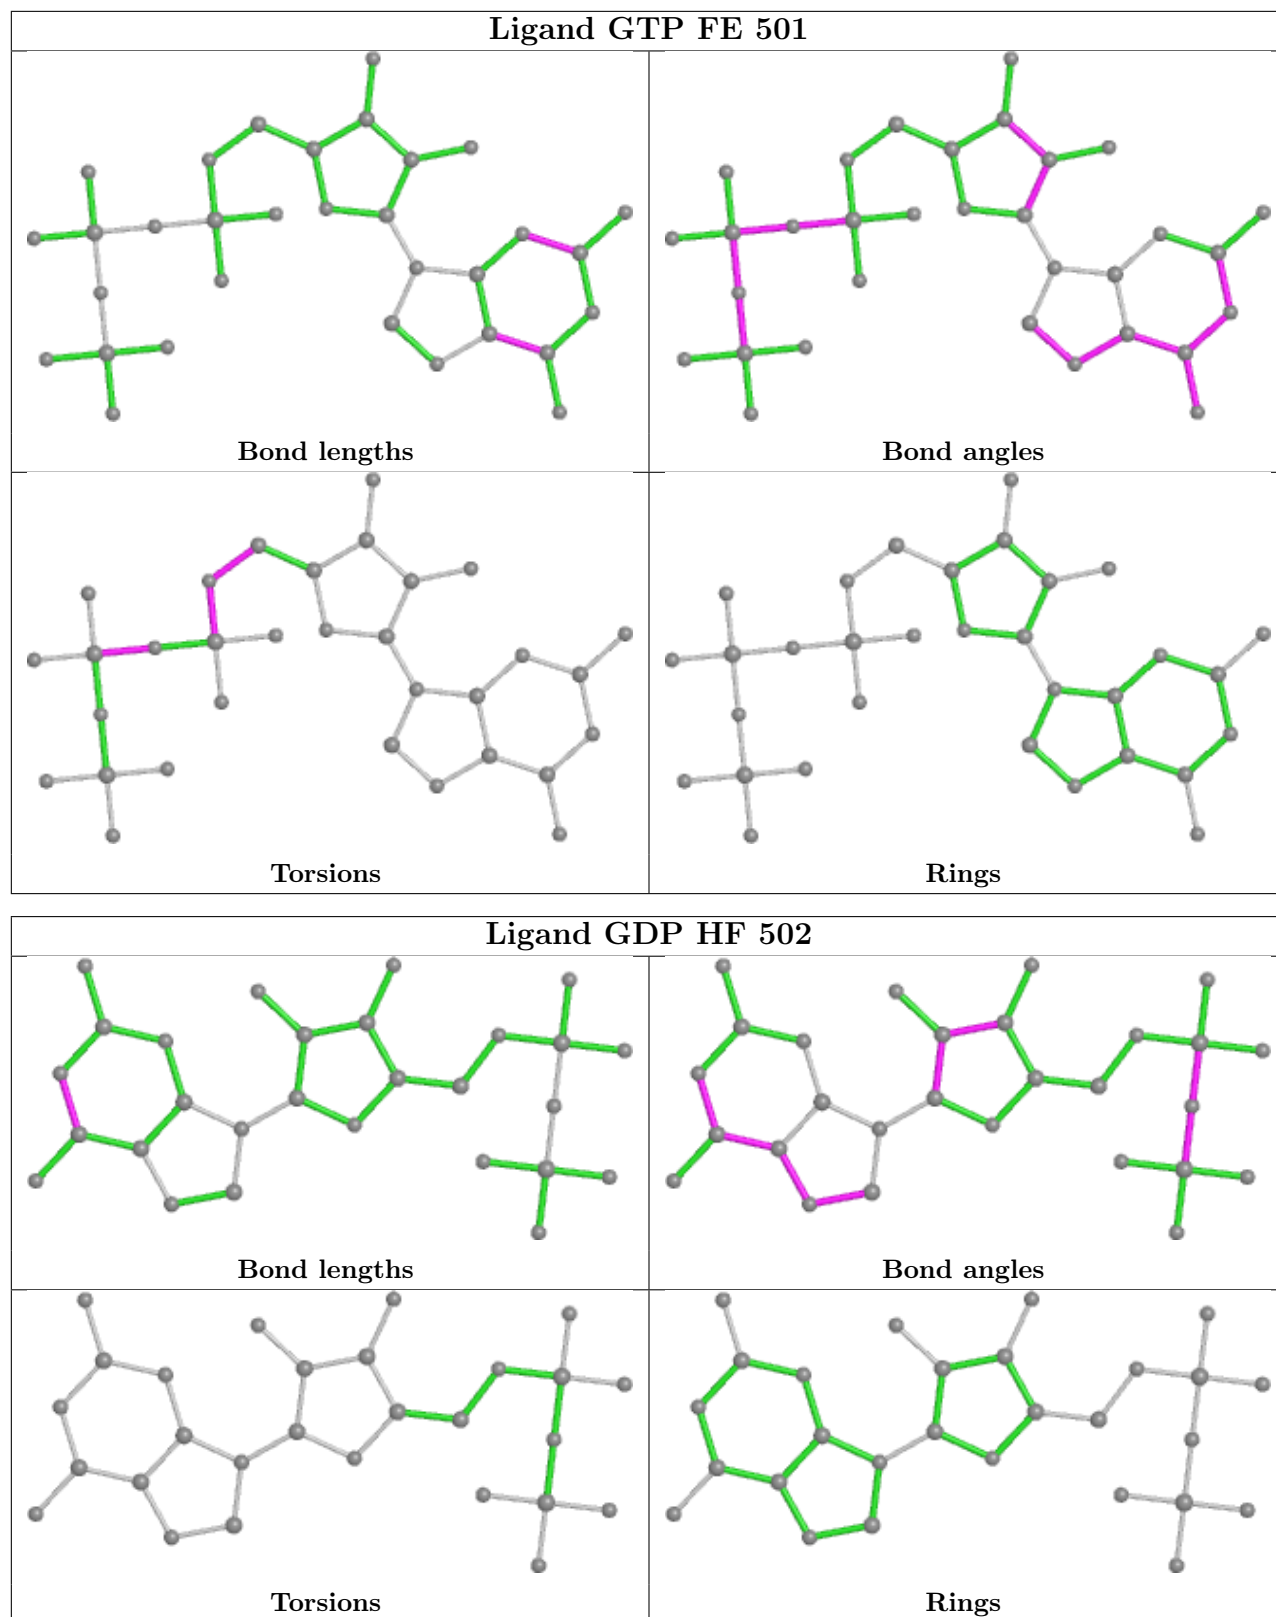 Ligand GTP FE 501
Bond lengths
Bond angles
Torsions
Rings
Ligand GDP HF 502
Bond lengths
Bond angles
Torsions
Rings